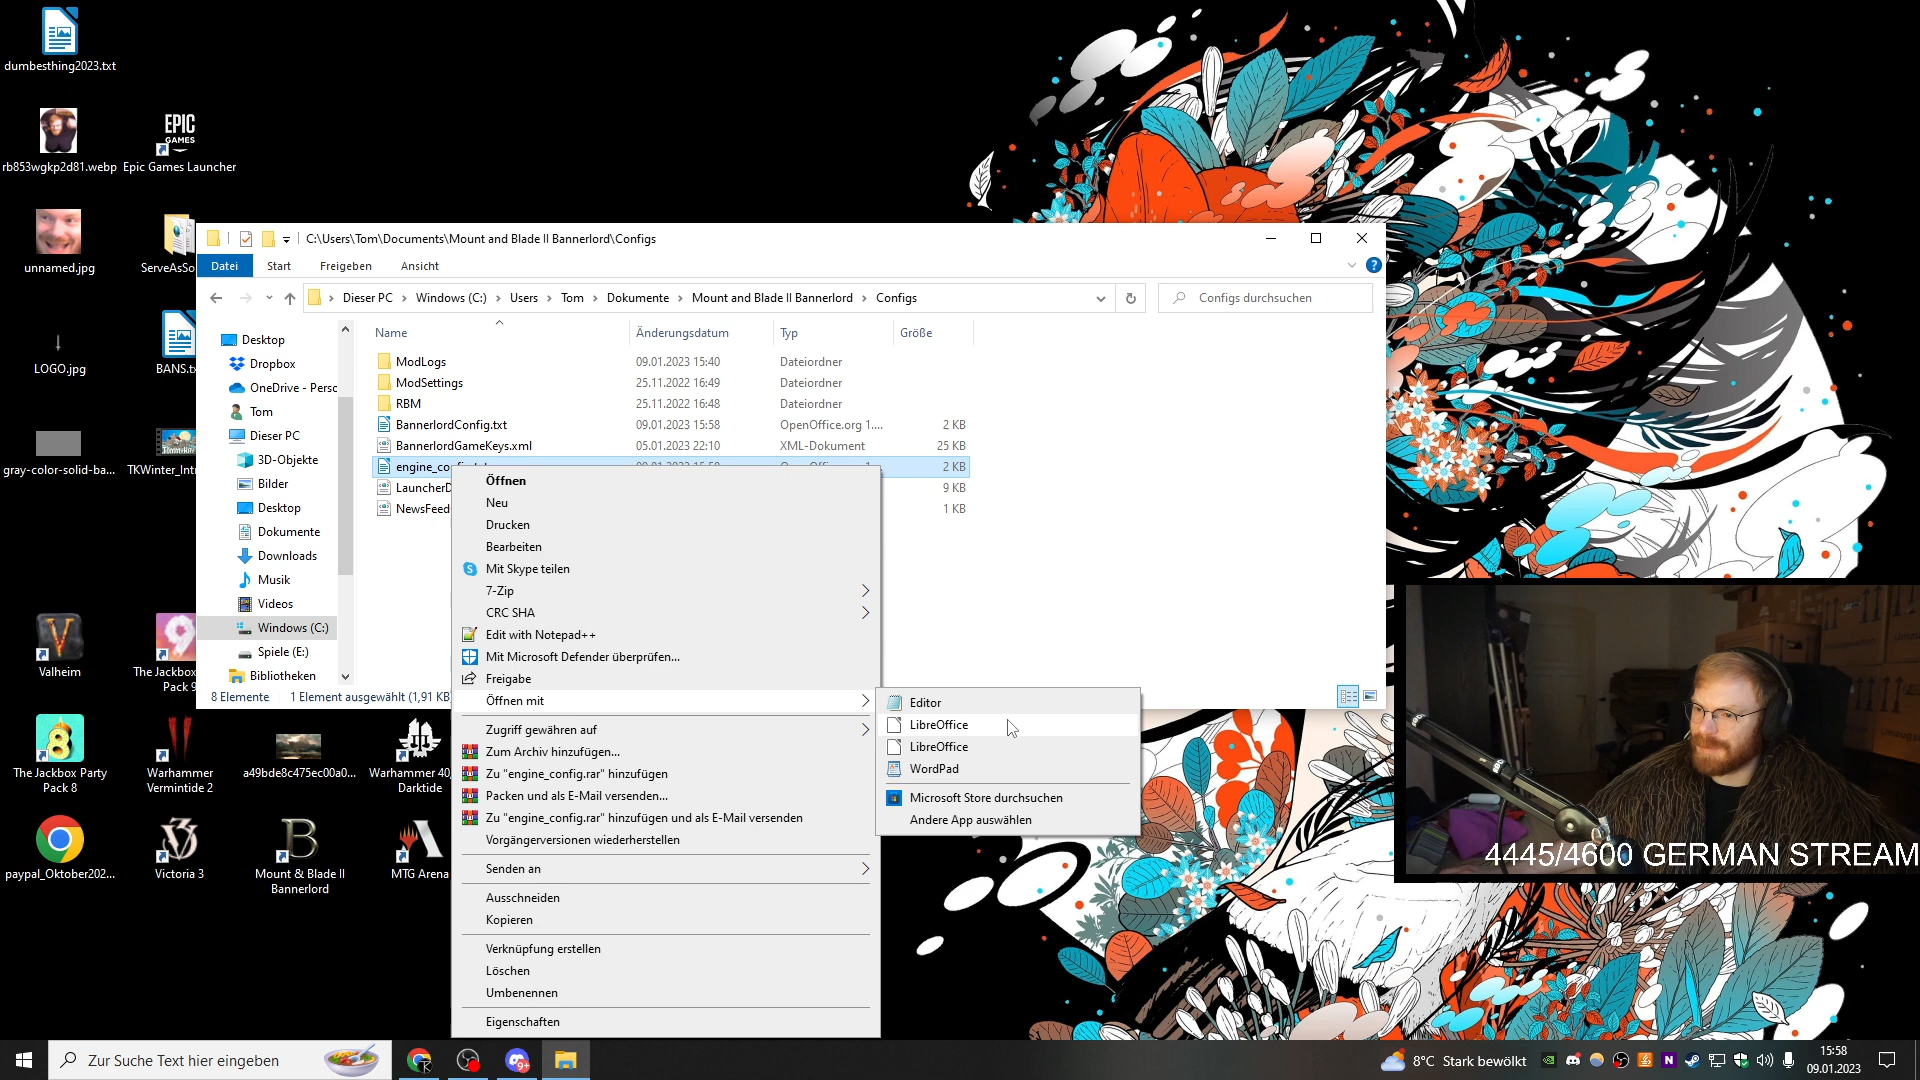 dumbesthing2023.txt
rb853wgkp2d81.webp
EPIC
GAMES
Epic Games Launcher
unnamed.jpg
ServeAsSo
LOGO.jpg
BANS.tx
gray-color-solid-ba...
TKWinter_Int
Valheim
The Jackbox
Pack 9
The Jackbox Party
Pack 8
Warhammer
Vermintide 2
a49bde8c475ec00a0...
Warhammer 40,
Darktide
paypal_Oktober202...
Victoria 3
Mount & Blade II
Bannerlord
MTG Arena
C:\Users\Tom\Documents\Mount and Blade II Bannerlord\Configs
Datei
Start
Freigeben
Ansicht
Dieser PC
Windows (C:)
Users
Tom
Dokumente
Mount and Blade II Bannerlord
Configs
Configs durchsuchen
Desktop
Dropbox
OneDrive - Perso
Tom
Dieser PC
3D-Objekte
Bilder
Desktop
Dokumente
Downloads
Musik
Videos
Windows (C:)
Spiele (E:)
Bibliotheken
Name Änderungsdatum Typ Größe
ModLogs 09.01.2023 15:40 Dateiordner
ModSettings 25.11.2022 16:49 Dateiordner
RBM 25.11.2022 16:48 Dateiordner
BannerlordConfig.txt 09.01.2023 15:58 OpenOffice.org 1.... 2 KB
BannerlordGameKeys.xml 05.01.2023 22:10 XML-Dokument 25 KB
2 KB
LauncherD 9 KB
NewsFeed 1 KB
8 Elemente 1 Element ausgewählt (1,91 KB
Öffnen
Neu
Drucken
Bearbeiten
Mit Skype teilen
7-Zip
CRC SHA
Edit with Notepad++
Mit Microsoft Defender überprüfen...
Freigabe
Öffnen mit
Zugriff gewähren auf
Zum Archiv hinzufügen...
Zu "engine_config.rar" hinzufügen
Packen und als E-Mail versenden...
Zu "engine_config.rar" hinzufügen und als E-Mail versenden
Vorgängerversionen wiederherstellen
Senden an
Ausschneiden
Kopieren
Verknüpfung erstellen
Löschen
Umbenennen
Eigenschaften
Editor
LibreOffice
LibreOffice
WordPad
Microsoft Store durchsuchen
Andere App auswählen
4445/4600 GERMAN STREAM
Zur Suche Text hier eingeben
9+
8°C Stark bewölkt
15:58
09.01.2023